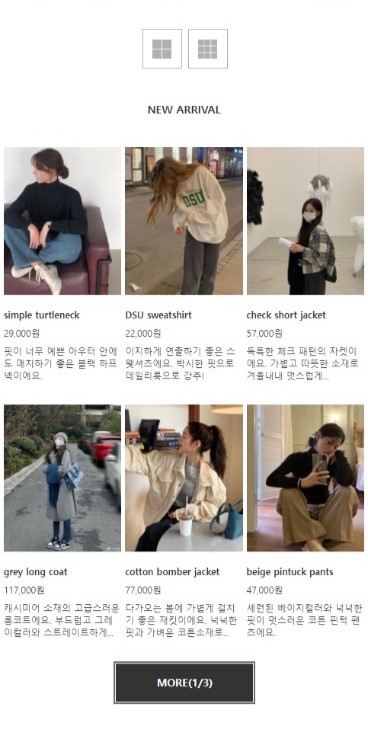 NEW ARRIVAL
DSU
simple turtleneck
29,000원
핏이 너무 예쁜 아우터 안에
도 매치하기 좋은 블랙 하프
넥이에요.
DSU sweatshirt
22,000원
이지하게 연출하기 좋은 스
웻셔츠에요. 박시한 핏으로
데일리룩으로 강추!
check short jacket
57,000원
독특한 체크 패턴의 자켓이
에요. 가볍고 따뜻한 소재로
겨울내내 멋스럽게...
grey long coat
117,000원
캐시미어 소재의 고급스러운
롱코트에요. 부드럽고 그레
이컬러와 스트레이트하게...
cotton bomber jacket
77,000원
다가오는 봄에 가볍게 걸치
기 좋은 재킷이에요. 넉넉한
핏과 가벼운 코튼소재로...
beige pintuck pants
47,000원
세련된 베이지컬러와 넉넉한
핏이 멋스러운 코튼 핀턱 팬
츠에요.
MORE(1/3)